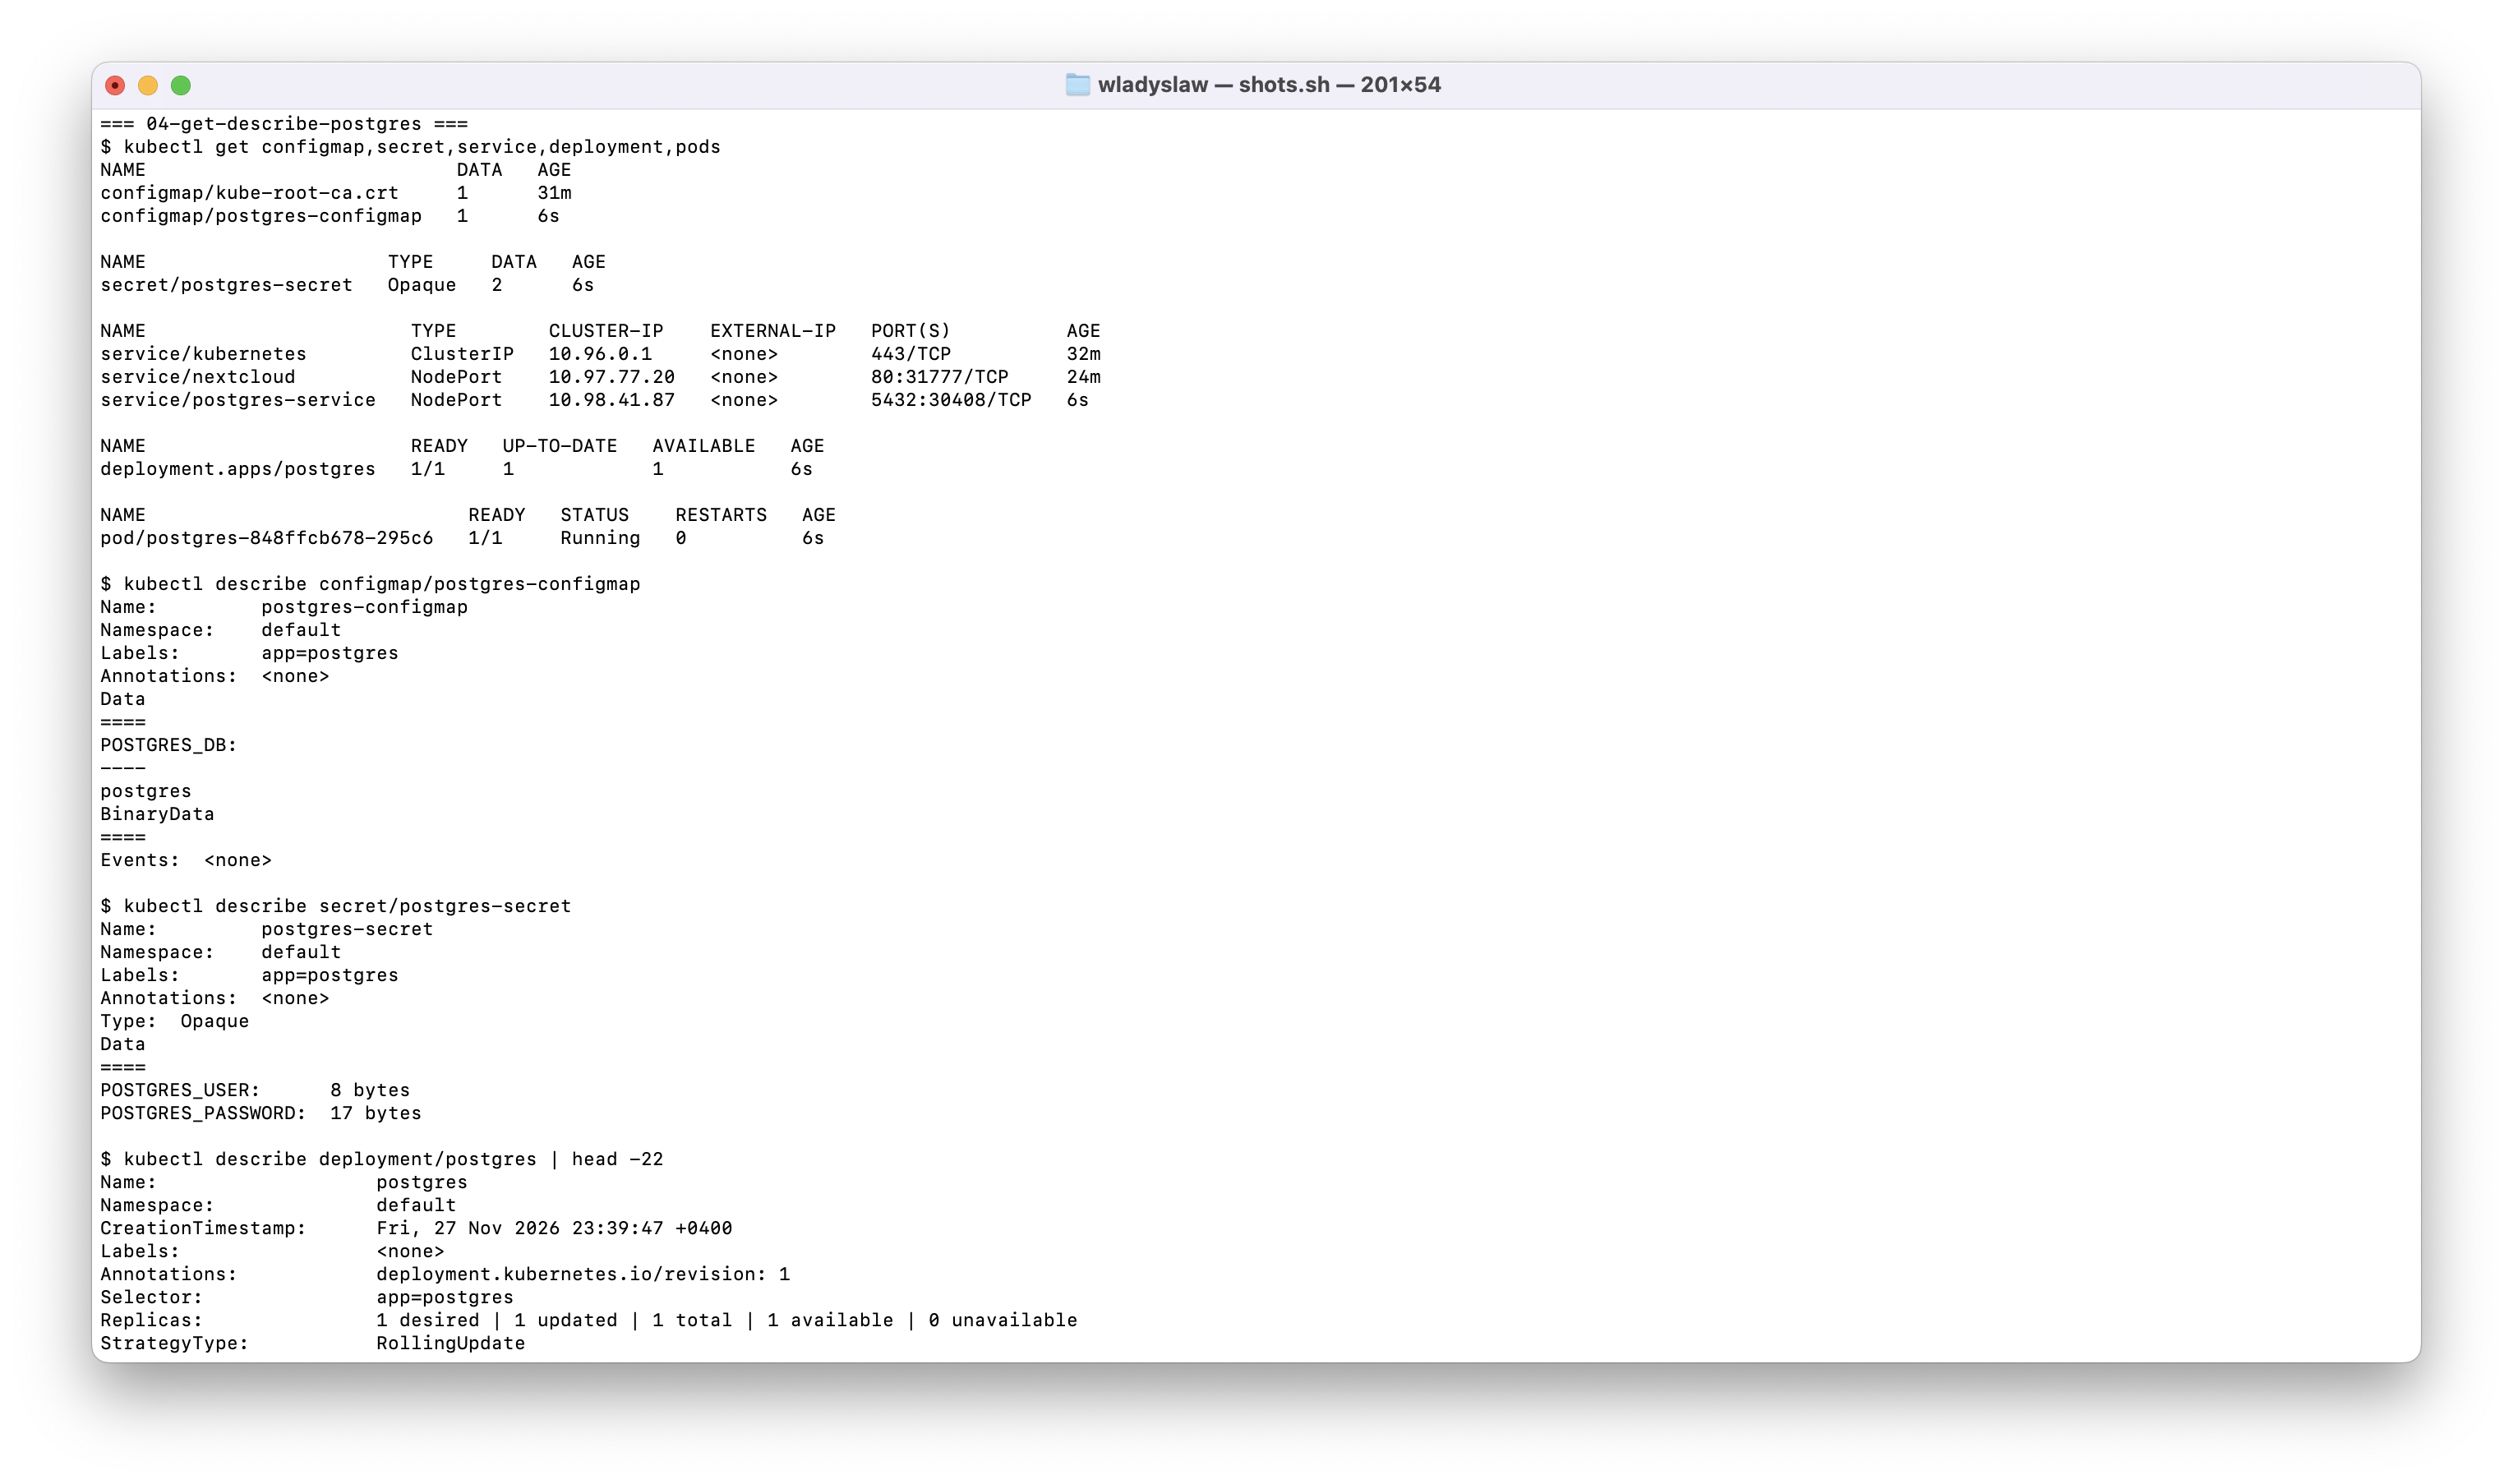 wladyslaw — shots.sh — 201×54
=== 04-get-describe-postgres ===
$ kubectl get configmap,secret,service,deployment,pods
NAME                           DATA   AGE
configmap/kube-root-ca.crt     1      31m
configmap/postgres-configmap   1      6s

NAME                     TYPE     DATA   AGE
secret/postgres-secret   Opaque   2      6s

NAME                       TYPE        CLUSTER-IP    EXTERNAL-IP   PORT(S)          AGE
service/kubernetes         ClusterIP   10.96.0.1     <none>        443/TCP          32m
service/nextcloud          NodePort    10.97.77.20   <none>        80:31777/TCP     24m
service/postgres-service   NodePort    10.98.41.87   <none>        5432:30408/TCP   6s

NAME                       READY   UP-TO-DATE   AVAILABLE   AGE
deployment.apps/postgres   1/1     1            1           6s

NAME                            READY   STATUS    RESTARTS   AGE
pod/postgres-848ffcb678-295c6   1/1     Running   0          6s

$ kubectl describe configmap/postgres-configmap
Name:         postgres-configmap
Namespace:    default
Labels:       app=postgres
Annotations:  <none>
Data
====
POSTGRES_DB:
----
postgres
BinaryData
====
Events:  <none>

$ kubectl describe secret/postgres-secret
Name:         postgres-secret
Namespace:    default
Labels:       app=postgres
Annotations:  <none>
Type:  Opaque
Data
====
POSTGRES_USER:      8 bytes
POSTGRES_PASSWORD:  17 bytes

$ kubectl describe deployment/postgres | head -22
Name:                   postgres
Namespace:              default
CreationTimestamp:      Fri, 27 Nov 2026 23:39:47 +0400
Labels:                 <none>
Annotations:            deployment.kubernetes.io/revision: 1
Selector:               app=postgres
Replicas:               1 desired | 1 updated | 1 total | 1 available | 0 unavailable
StrategyType:           RollingUpdate